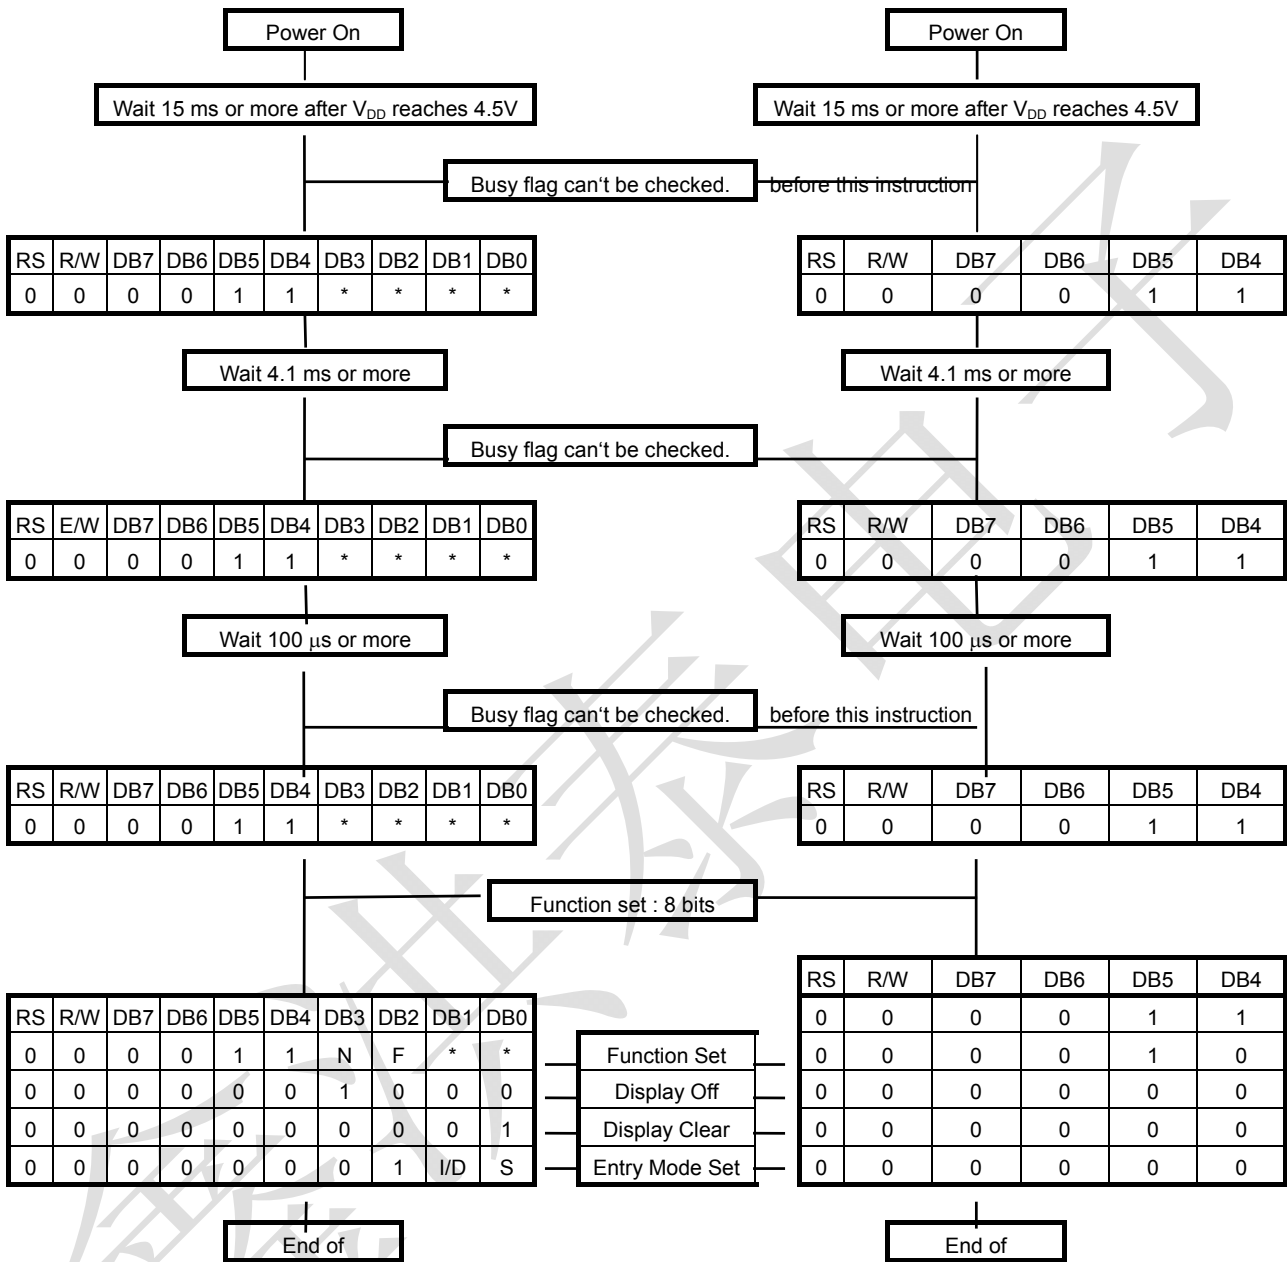 Power On Power On
Wait 15 ms or more after VDD reaches 4.5V Wait 15 ms or more after VDD reaches 4.5V
Busy flag can‘t be checked. before this instruction
RS R/W DB7 DB6 DB5 DB4 DB3 DB2 DB1 DB0 RS R/W DB7 DB6 DB5 DB4
0 0 0 0 1 1 * * * * 0 0 0 0 1 1
Wait 4.1 ms or more Wait 4.1 ms or more
Busy flag can‘t be checked.
RS E/W DB7 DB6 DB5 DB4 DB3 DB2 DB1 DB0 RS R/W DB7 DB6 DB5 DB4
0 0 0 0 1 1 * * * * 0 0 0 0 1 1
Wait 100 μs or more Wait 100 μs or more
Busy flag can‘t be checked. before this instruction
RS R/W DB7 DB6 DB5 DB4 DB3 DB2 DB1 DB0 RS R/W DB7 DB6 DB5 DB4
0 0 0 0 1 1 * * * * 0 0 0 0 1 1
Function set : 8 bits
RS R/W DB7 DB6 DB5 DB4
RS R/W DB7 DB6 DB5 DB4 DB3 DB2 DB1 DB0 0 0 0 0 1 1
0 0 0 0 1 1 N F * * Function Set 0 0 0 0 1 0
0 0 0 0 0 0 1 0 0 0 Display Off 0 0 0 0 0 0
0 0 0 0 0 0 0 0 0 1 Display Clear 0 0 0 0 0 0
0 0 0 0 0 0 0 1 I/D S Entry Mode Set 0 0 0 0 0 0
End of End of
鑫洪泰电子